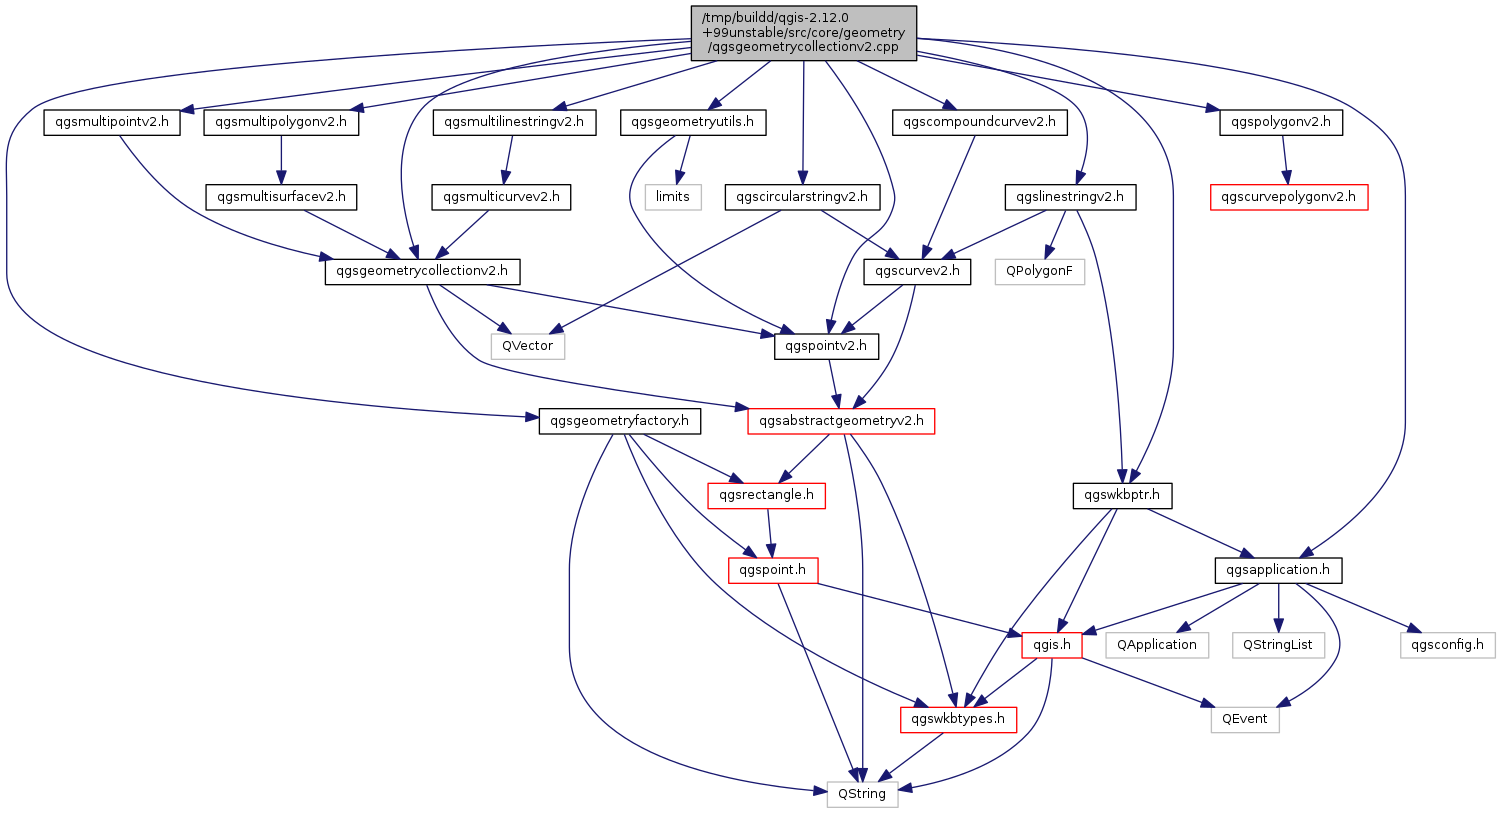 /tmp/buildd/qgis-2.12.0
+99unstable/src/core/geometry
/qgsgeometrycollectionv2.cpp
qgsmultipointv2.h
qgsmultipolygonv2.h
qgsmultilinestringv2.h
qgsgeometryutils.h
qgscompoundcurvev2.h
qgspolygonv2.h
qgsmultisurfacev2.h
qgsmulticurvev2.h
limits
qgscircularstringv2.h
qgslinestringv2.h
qgscurvepolygonv2.h
qgsgeometrycollectionv2.h
qgscurvev2.h
QPolygonF
QVector
qgspointv2.h
qgsgeometryfactory.h
qgsabstractgeometryv2.h
qgsrectangle.h
qgswkbptr.h
qgspoint.h
qgsapplication.h
qgis.h
QApplication
QStringList
qgsconfig.h
qgswkbtypes.h
QEvent
QString